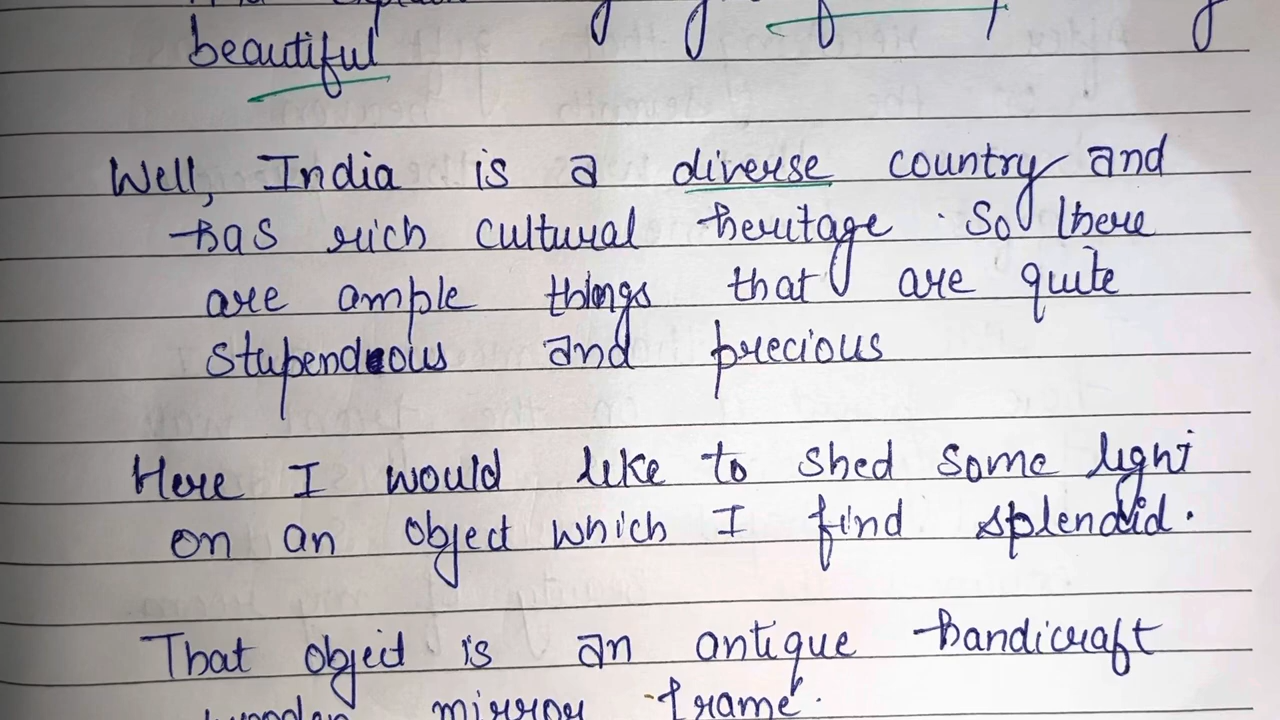 beautiful
Well, India is a diverse country and
has rich cultural heritage. So there
are ample things that are quite
stupendous and precious
Here I would like to shed some light
on an object which I find splendid.
That object is an antique handicraft
wooden mirror frame.